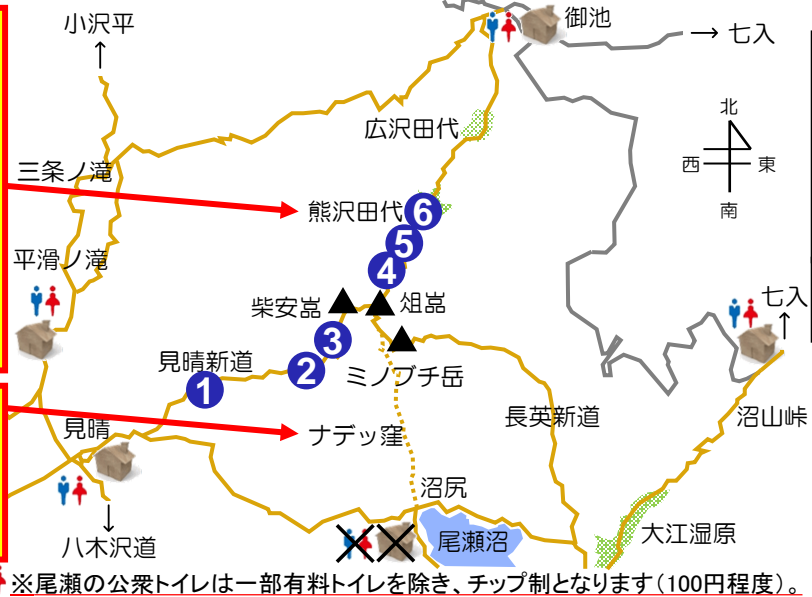 小沢平
↑
御池
→ 七入
広沢田代
北
西 東
南
三条ノ滝
熊沢田代 6
5
4
平滑ノ滝
柴安嵓
俎嵓
七入
↑
3
見晴新道
2
1
ミノブチ岳
長英新道
沼山峠
見晴
ナデッ窪
沼尻
尾瀬沼
大江湿原
↓
八木沢道
※尾瀬の公衆トイレは一部有料トイレを除き、チップ制となります(100円程度)。